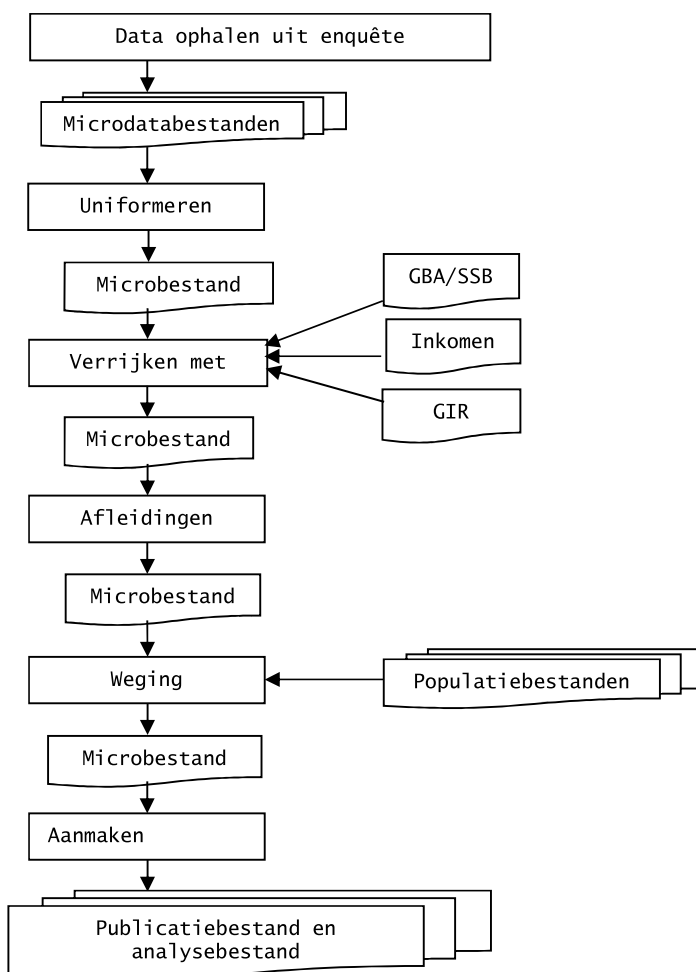 Data ophalen uit enquête
Microdatabestanden
Uniformeren
Microbestand
GBA/SSB
Inkomen
Verrijken met
GIR
Microbestand
Afleidingen
Microbestand
Weging
Populatiebestanden
Microbestand
Aanmaken
Publicatiebestand en
analysebestand